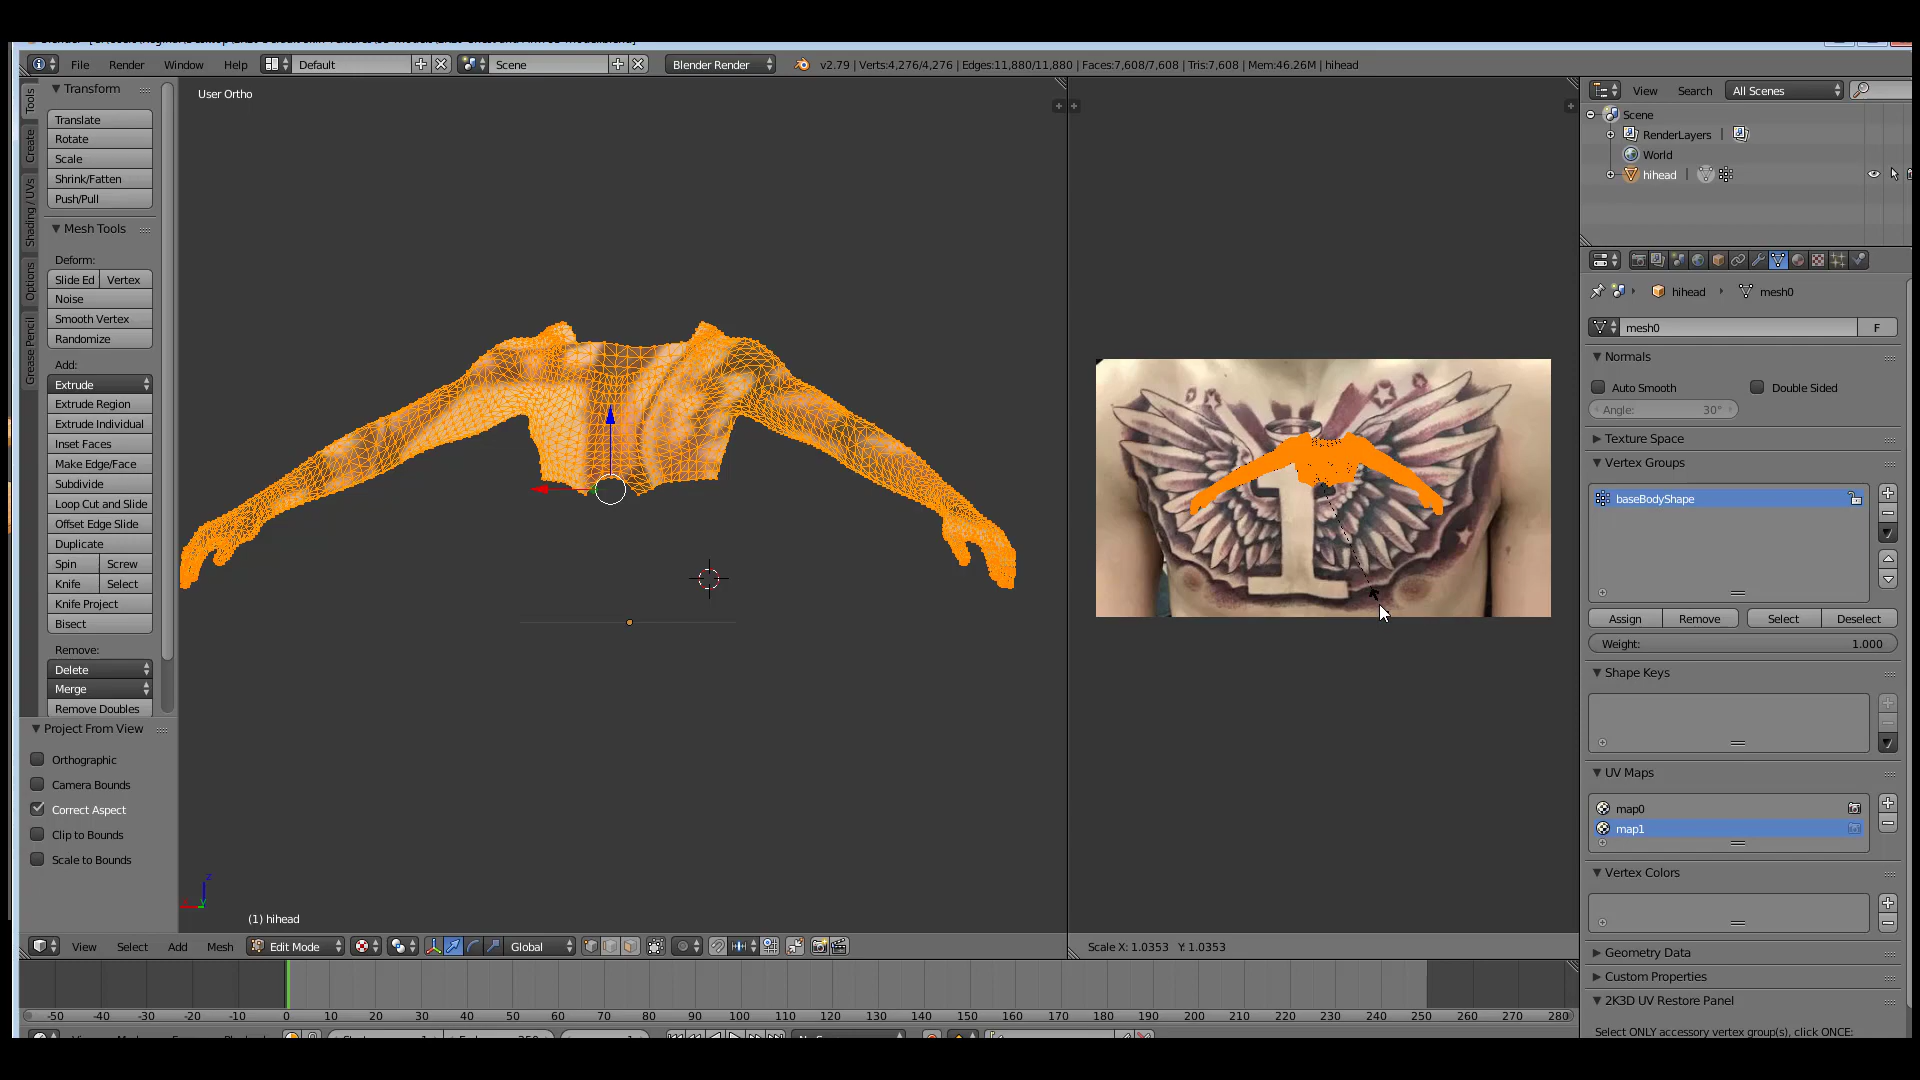 File Render Window Help Default Scene Blender Render v2.79 | Verts:4,276/4,276 | Edges:11,880/11,880 | Faces:7,608/7,608 | Tris:7,608 | Mem:46.26M | hihead
Tools
Create
Shading / UVs
Options
Grease Pencil
Transform
Translate
Rotate
Scale
Shrink/Fatten
Push/Pull
Mesh Tools
Deform:
Slide Ed Vertex
Noise
Smooth Vertex
Randomize
Add:
Extrude
Extrude Region
Extrude Individual
Inset Faces
Make Edge/Face
Subdivide
Loop Cut and Slide
Offset Edge Slide
Duplicate
Spin Screw
Knife Select
Knife Project
Bisect
Remove:
Delete
Merge
Remove Doubles
Project From View
Orthographic
Camera Bounds
Correct Aspect
Clip to Bounds
Scale to Bounds
User Ortho
z
(1) hihead
View Select Add Mesh Edit Mode Global
1
Scale X: 1.0353 Y: 1.0353
-50 -40 -30 -20 -10 0 10 20 30 40 50 60 70 80 90 100 110 120 130 140 150 160 170 180 190 200 210 220 230 240 250 260 270 280
View Search All Scenes
Scene
RenderLayers |
World
hihead |
hihead mesh0
mesh0 F
Normals
Auto Smooth Double Sided
Angle: 30°
Texture Space
Vertex Groups
baseBodyShape
Assign Remove Select Deselect
Weight: 1.000
Shape Keys
UV Maps
map0
map1
Vertex Colors
Geometry Data
Custom Properties
2K3D UV Restore Panel
Select ONLY accessory vertex group(s), click ONCE: